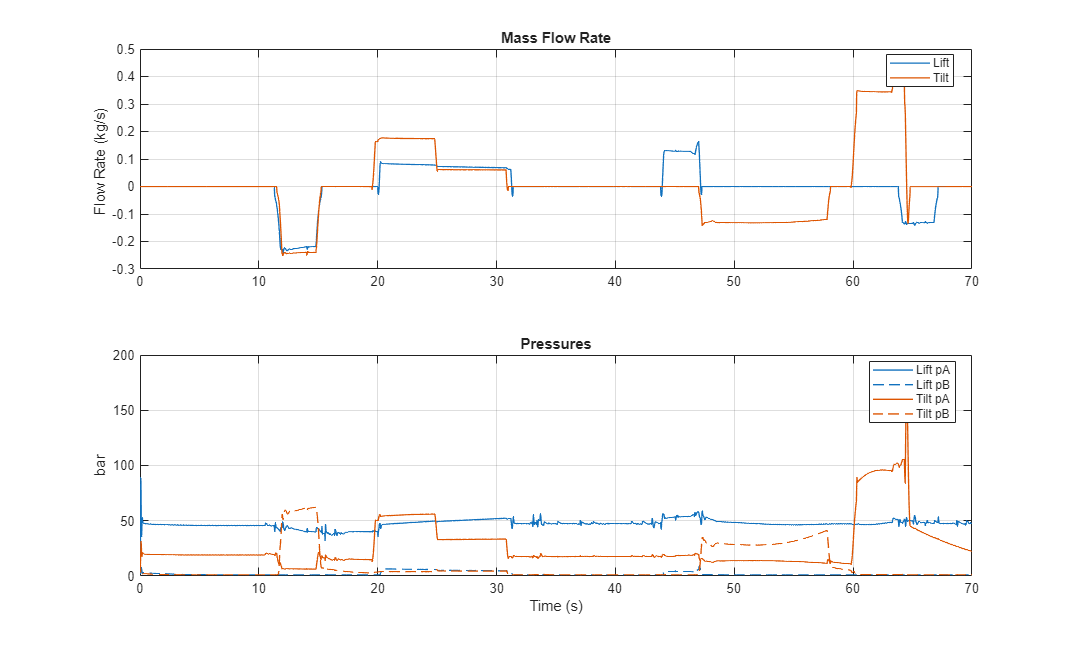 Mass Flow Rate
Flow Rate (kg/s)
0.5
0.4
0.3
0.2
0.1
0
-0.1
-0.2
-0.3
0 10 20 30 40 50 60 70
Lift
Tilt
Pressures
bar
200
150
100
50
0
0 10 20 30 40 50 60 70
Time (s)
Lift pA
Lift pB
Tilt pA
Tilt pB